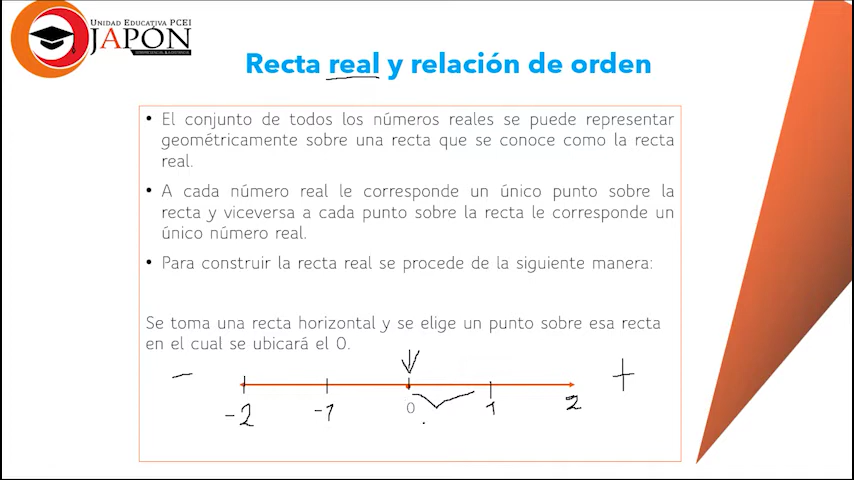 UNIDAD EDUCATIVA PCEI
JAPÓN
Recta real y relación de orden
• El conjunto de todos los números reales se puede representar
geométricamente sobre una recta que se conoce como la recta
real.
• A cada número real le corresponde un único punto sobre la
recta y viceversa a cada punto sobre la recta le corresponde un
único número real.
• Para construir la recta real se procede de la siguiente manera:
Se toma una recta horizontal y se elige un punto sobre esa recta
en el cual se ubicará el 0.
− +
-2 -1 0 1 2